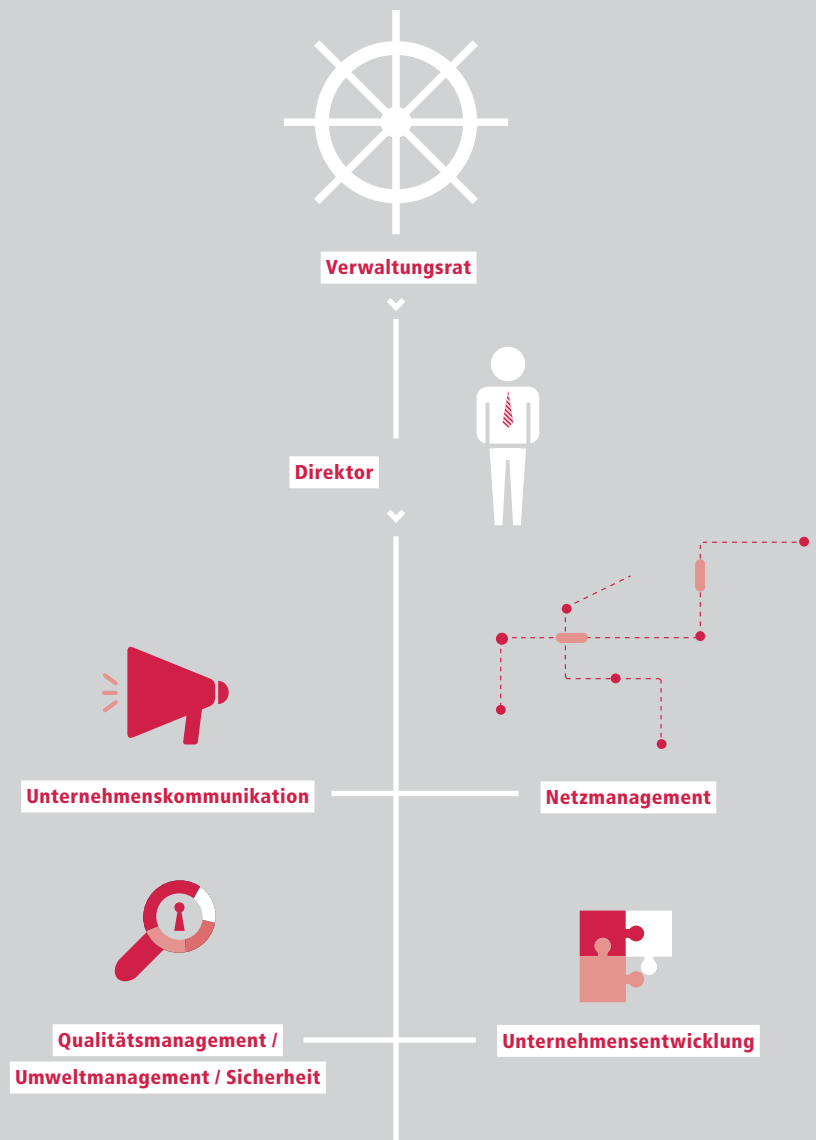 Verwaltungsrat
Direktor
Unternehmenskommunikation
Netzmanagement
Qualitätsmanagement /
Umweltmanagement / Sicherheit
Unternehmensentwicklung